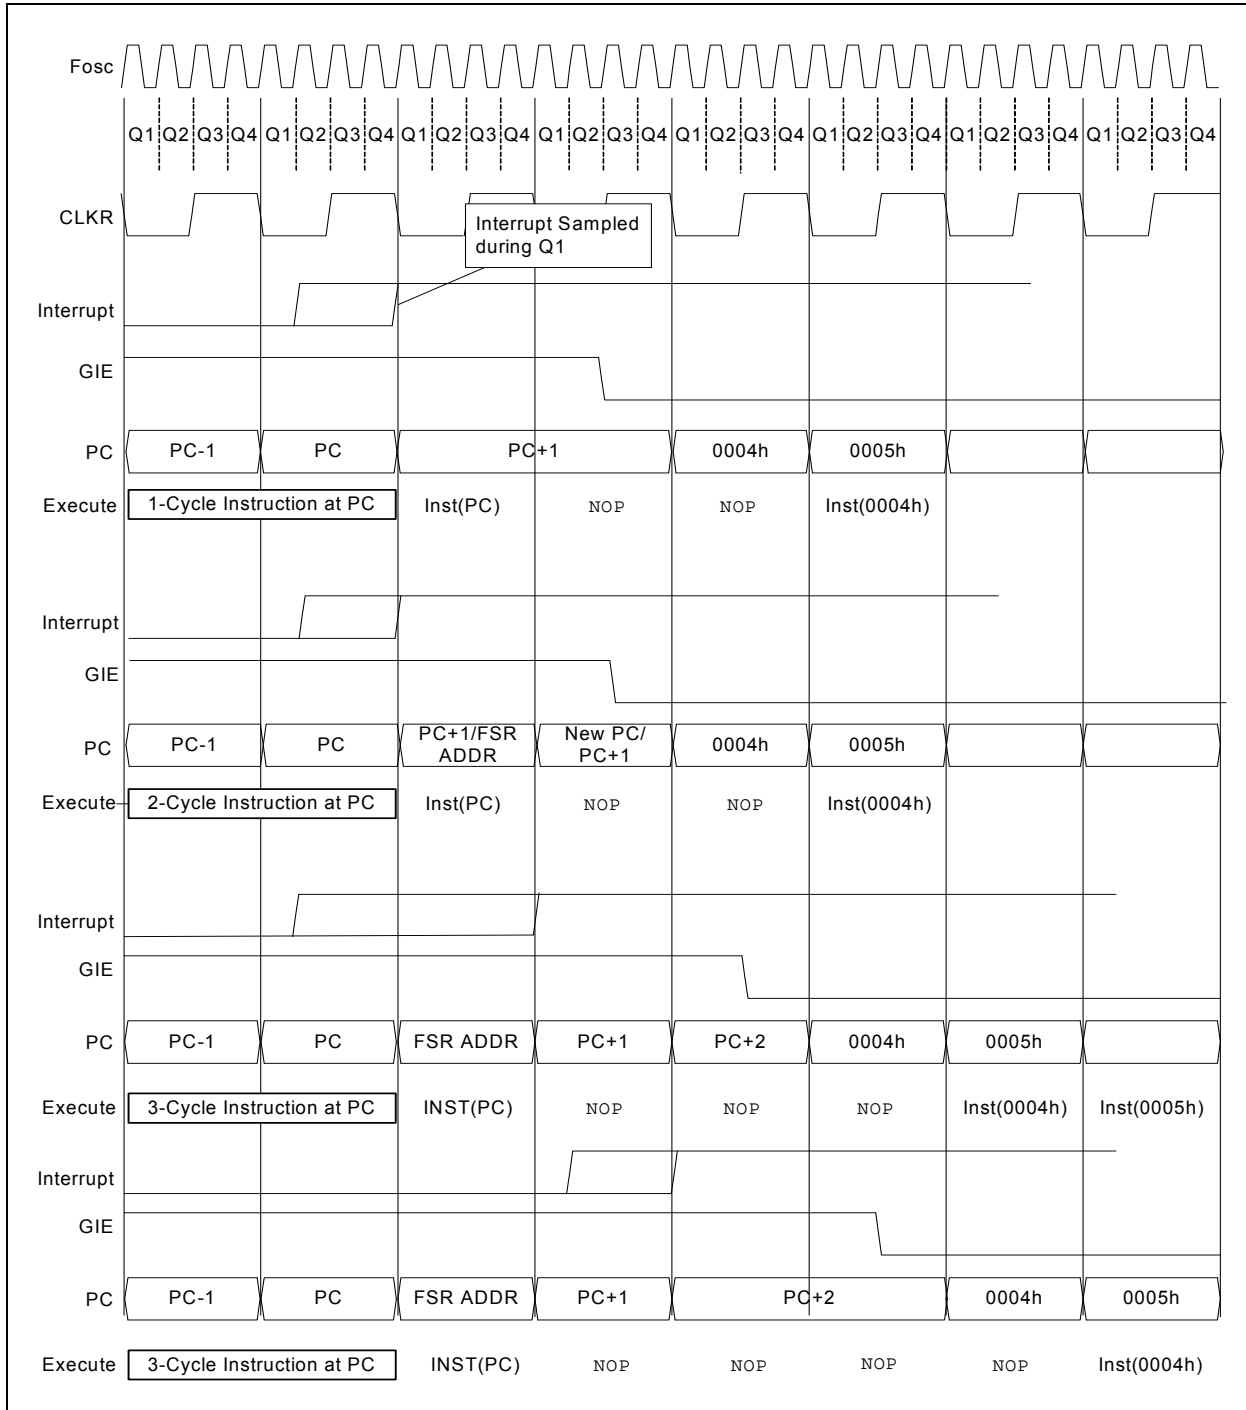 Fosc
Q1 Q2 Q3 Q4 Q1 Q2 Q3 Q4 Q1 Q2 Q3 Q4 Q1 Q2 Q3 Q4 Q1 Q2 Q3 Q4 Q1 Q2 Q3 Q4 Q1 Q2 Q3 Q4 Q1 Q2 Q3 Q4
CLKR
Interrupt Sampled
during Q1
Interrupt
GIE
PC PC-1 PC PC+1 0004h 0005h
Execute 1-Cycle Instruction at PC Inst(PC) NOP NOP Inst(0004h)
Interrupt
GIE
PC PC-1 PC PC+1/FSR ADDR New PC/ PC+1 0004h 0005h
Execute 2-Cycle Instruction at PC Inst(PC) NOP NOP Inst(0004h)
Interrupt
GIE
PC PC-1 PC FSR ADDR PC+1 PC+2 0004h 0005h
Execute 3-Cycle Instruction at PC INST(PC) NOP NOP NOP Inst(0004h) Inst(0005h)
Interrupt
GIE
PC PC-1 PC FSR ADDR PC+1 PC+2 0004h 0005h
Execute 3-Cycle Instruction at PC INST(PC) NOP NOP NOP NOP Inst(0004h)